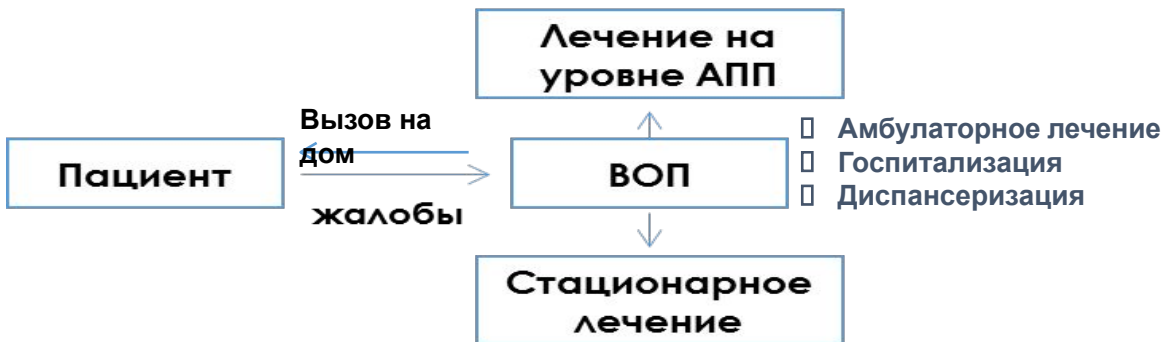 Лечение на
уровне АПП
Вызов на
дом
Пациент
жалобы
ВОП
Амбулаторное лечение
Госпитализация
Диспансеризация
Стационарное
лечение